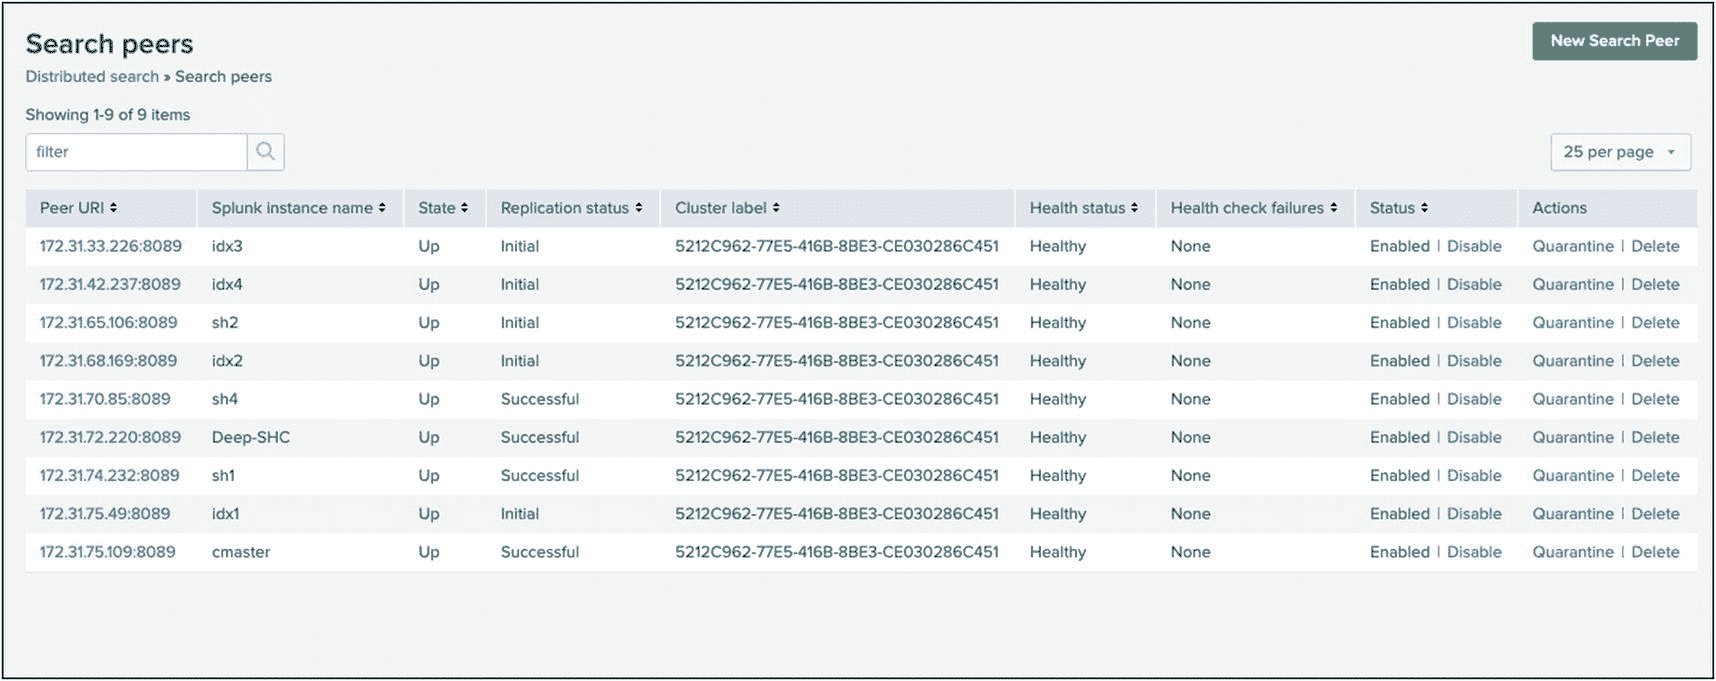 Search peers
New Search Peer
Distributed search » Search peers
Showing 1-9 of 9 items
filter
25 per page
Peer URI Splunk instance name State Replication status Cluster label Health status Health check failures Status Actions
172.31.33.226:8089 idx3 Up Initial 5212C962-77E5-416B-8BE3-CE030286C451 Healthy None Enabled | Disable Quarantine | Delete
172.31.42.237:8089 idx4 Up Initial 5212C962-77E5-416B-8BE3-CE030286C451 Healthy None Enabled | Disable Quarantine | Delete
172.31.65.106:8089 sh2 Up Initial 5212C962-77E5-416B-8BE3-CE030286C451 Healthy None Enabled | Disable Quarantine | Delete
172.31.68.169:8089 idx2 Up Initial 5212C962-77E5-416B-8BE3-CE030286C451 Healthy None Enabled | Disable Quarantine | Delete
172.31.70.85:8089 sh4 Up Successful 5212C962-77E5-416B-8BE3-CE030286C451 Healthy None Enabled | Disable Quarantine | Delete
172.31.72.220:8089 Deep-SHC Up Successful 5212C962-77E5-416B-8BE3-CE030286C451 Healthy None Enabled | Disable Quarantine | Delete
172.31.74.232:8089 sh1 Up Successful 5212C962-77E5-416B-8BE3-CE030286C451 Healthy None Enabled | Disable Quarantine | Delete
172.31.75.49:8089 idx1 Up Initial 5212C962-77E5-416B-8BE3-CE030286C451 Healthy None Enabled | Disable Quarantine | Delete
172.31.75.109:8089 cmaster Up Successful 5212C962-77E5-416B-8BE3-CE030286C451 Healthy None Enabled | Disable Quarantine | Delete